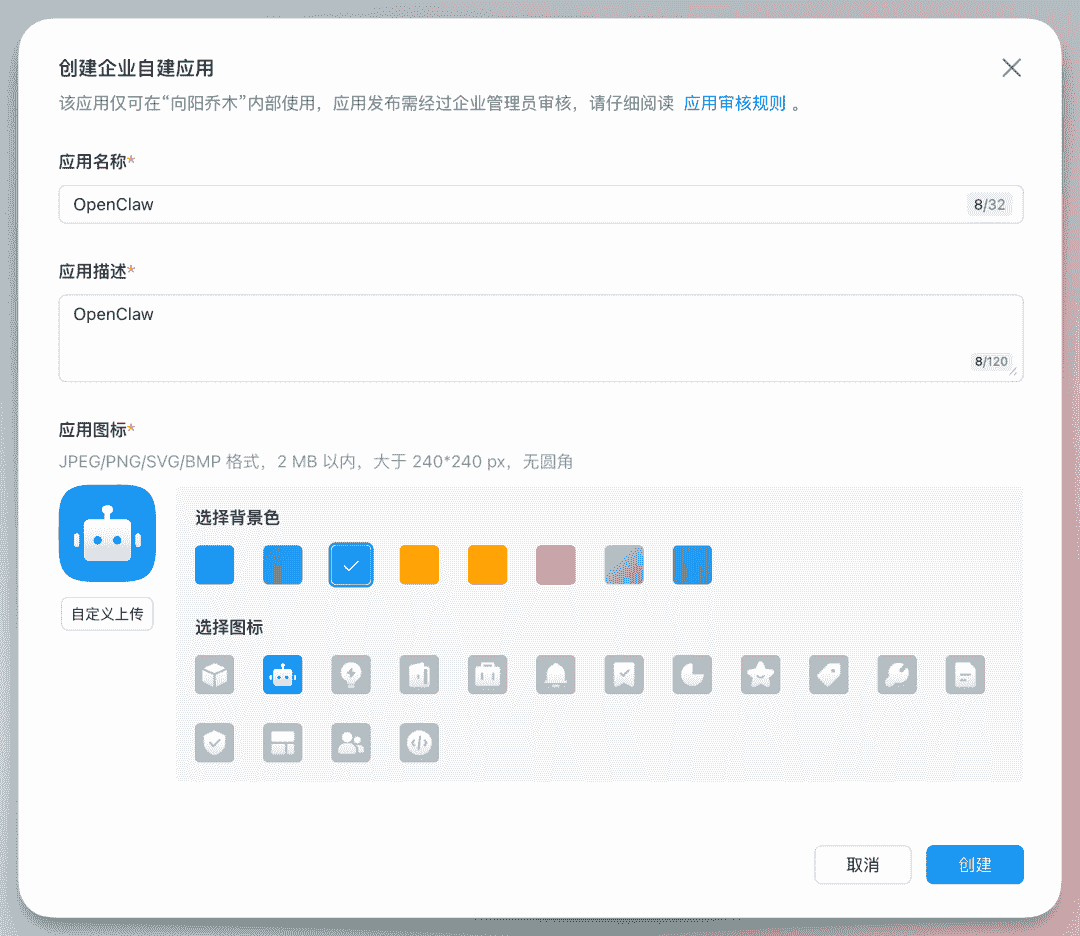 创建企业自建应用
该应用仅可在“向阳乔木”内部使用，应用发布需经过企业管理员审核，请仔细阅读 应用审核规则 。
应用名称*
OpenClaw
8/32
应用描述*
OpenClaw
8/120
应用图标*
JPEG/PNG/SVG/BMP 格式，2 MB 以内，大于 240*240 px，无圆角
选择背景色
自定义上传
选择图标
取消
创建